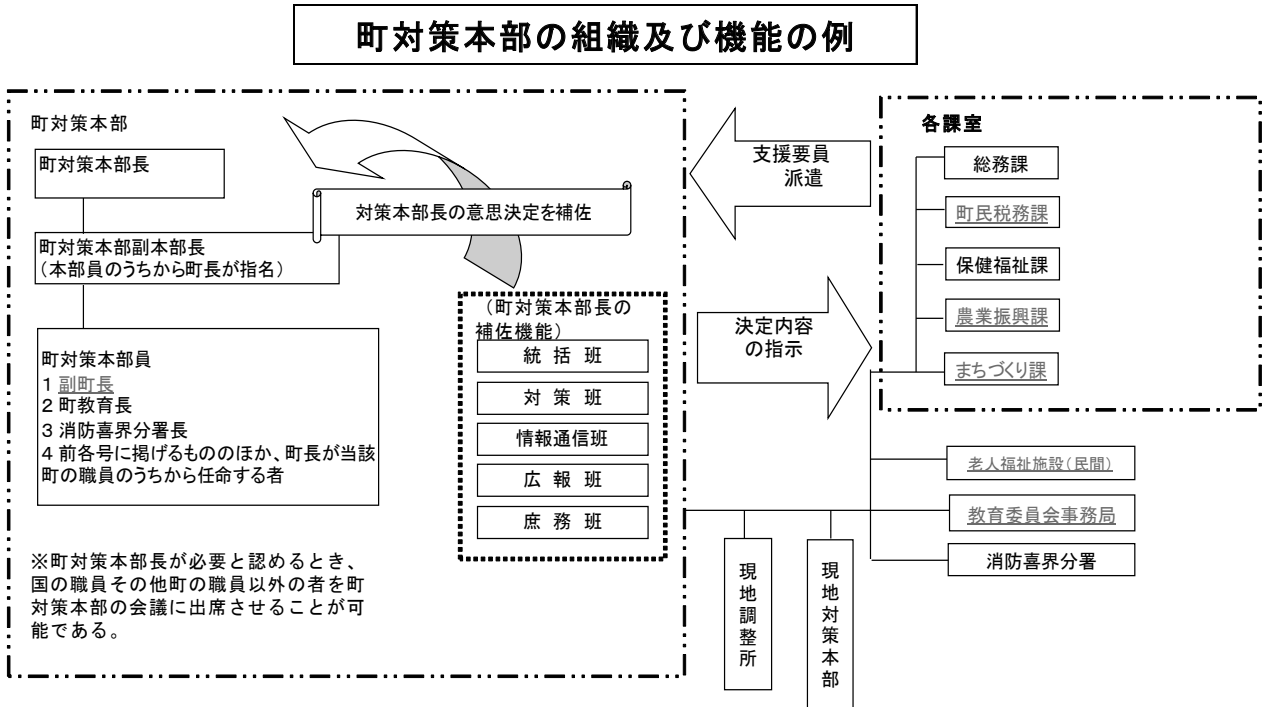 町対策本部の組織及び機能の例
町対策本部
町対策本部長
対策本部長の意思決定を補佐
町対策本部副本部長
（本部員のうちから町長が指名）
町対策本部員
1 副町長
2 町教育長
3 消防喜界分署長
4 前各号に掲げるもののほか、町長が当該
町の職員のうちから任命する者
※町対策本部長が必要と認めるとき、
国の職員その他町の職員以外の者を町
対策本部の会議に出席させることが可
能である。
（町対策本部長の
補佐機能）
統括班
対策班
情報通信班
広報班
庶務班
支援要員
派遣
決定内容
の指示
各課室
総務課
町民税務課
保健福祉課
農業振興課
まちづくり課
老人福祉施設（民間）
教育委員会事務局
消防喜界分署
現地調整所
現地対策本部